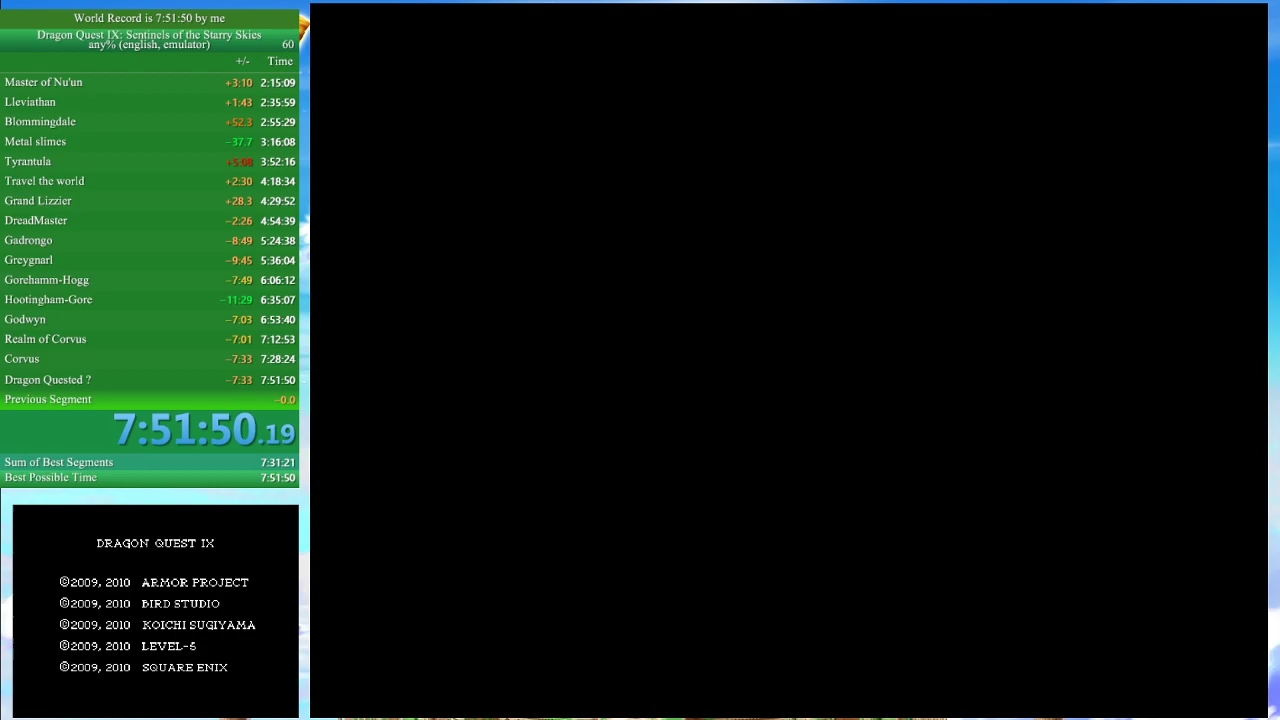 World Record is 7:51:50 by me
Dragon Quest IX: Sentinels of the Starry Skies
any% (english, emulator) 60
+/- Time
Master of Nu'un +3:10 2:15:09
Lleviathan +1:43 2:35:59
Blommingdale +52.3 2:55:29
Metal slimes −37.7 3:16:08
Tyrantula +5:08 3:52:16
Travel the world +2:30 4:18:34
Grand Lizzier +28.3 4:29:52
DreadMaster −2:26 4:54:39
Gadrongo −8:49 5:24:38
Greygnarl −9:45 5:36:04
Gorehamm-Hogg −7:49 6:06:12
Hootingham-Gore −11:29 6:35:07
Godwyn −7:03 6:53:40
Realm of Corvus −7:01 7:12:53
Corvus −7:33 7:28:24
Dragon Quested ? −7:33 7:51:50
Previous Segment −0.0
7:51:50.19
Sum of Best Segments 7:31:21
Best Possible Time 7:51:50
DRAGON QUEST IX
©2009, 2010 ARMOR PROJECT
©2009, 2010 BIRD STUDIO
©2009, 2010 KOICHI SUGIYAMA
©2009, 2010 LEVEL-5
©2009, 2010 SQUARE ENIX